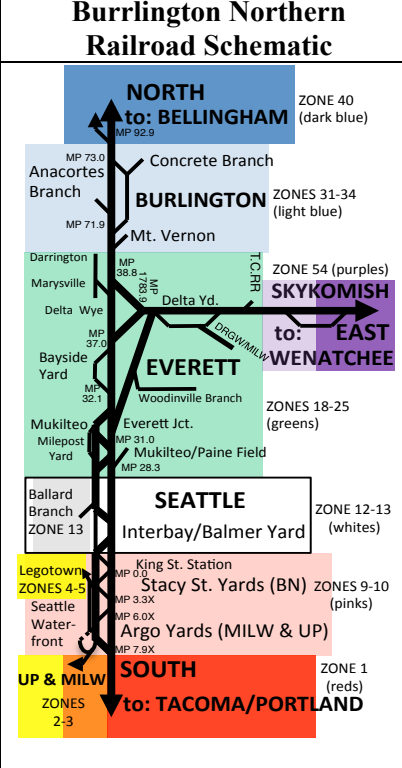 Burrlington Northern
Railroad Schematic
NORTH
to: BELLINGHAM
ZONE 40
(dark blue)
MP 92.9
MP 73.0
Concrete Branch
Anacortes
Branch
BURLINGTON
ZONES 31-34
(light blue)
MP 71.9
Mt. Vernon
Darrington
MP
38.8
MP
1783.9
T.C.RR
ZONE 54 (purples)
Marysville
SKYKOMISH
Delta Yd.
Delta Wye
DRGW/MILW
to: EAST
WENATCHEE
MP
37.0
Bayside
Yard
EVERETT
MP
32.1
Woodinville Branch
ZONES 18-25
(greens)
Mukilteo
Everett Jct.
Milepost
Yard
MP 31.0
Mukilteo/Paine Field
MP 28.3
Ballard
Branch
ZONE 13
SEATTLE
Interbay/Balmer Yard
ZONE 12-13
(whites)
King St. Station
Legotown
ZONES 4-5
MP 0.0
Stacy St. Yards (BN)
ZONES 9-10
(pinks)
MP 3.3X
Seattle
Water-
front
MP 6.0X
Argo Yards (MILW & UP)
MP 7.9X
SOUTH
ZONE 1
(reds)
UP & MILW
ZONES
2-3
to: TACOMA/PORTLAND